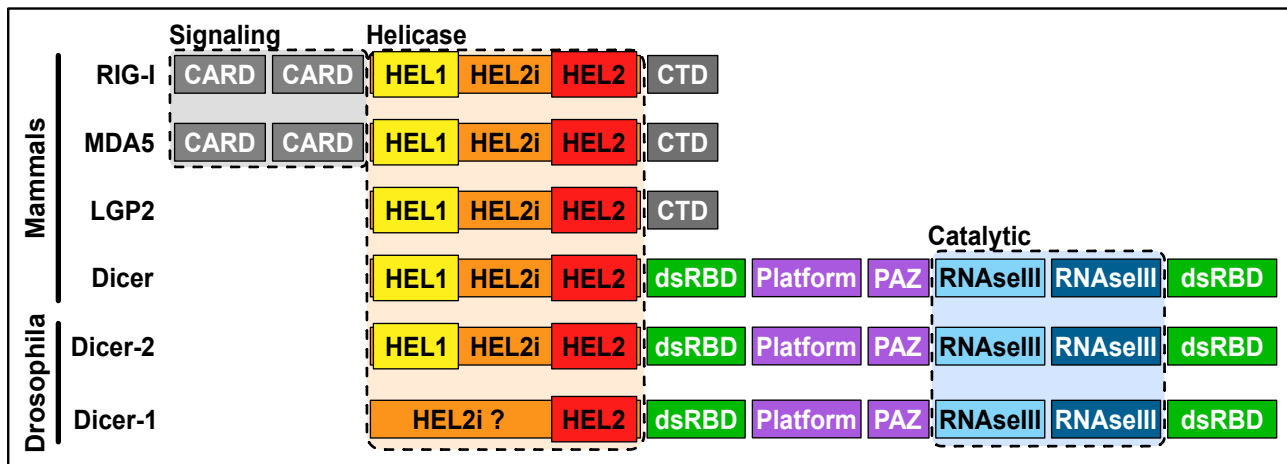 Signaling Helicase
RIG-I CARD CARD HEL1 HEL2i HEL2 CTD
MDA5 CARD CARD HEL1 HEL2i HEL2 CTD
LGP2 HEL1 HEL2i HEL2 CTD
Mammals
Catalytic
Dicer HEL1 HEL2i HEL2 dsRBD Platform PAZ RNAseIII RNAseIII dsRBD
Dicer-2 HEL1 HEL2i HEL2 dsRBD Platform PAZ RNAseIII RNAseIII dsRBD
Dicer-1 HEL2i ? HEL2 dsRBD Platform PAZ RNAseIII RNAseIII dsRBD
Drosophila